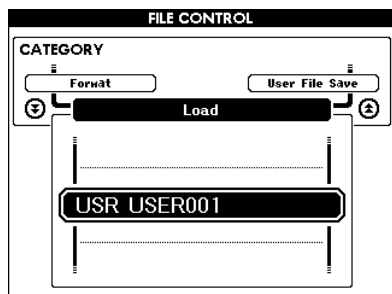 FILE CONTROL
CATEGORY
Format
User File Save
Load
USR USER001